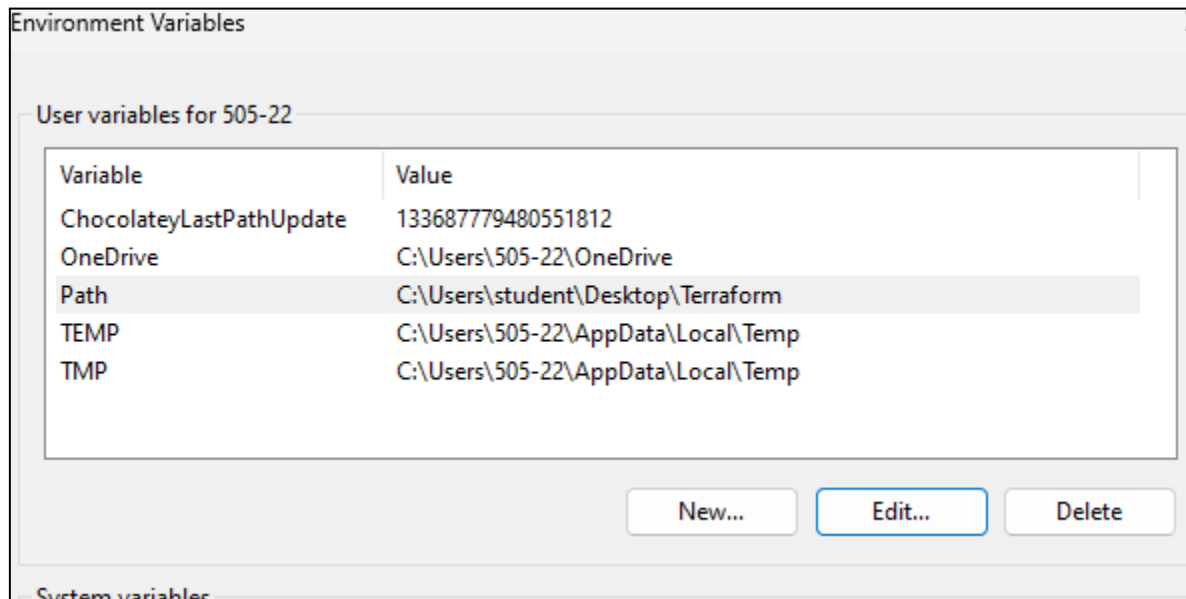 Environment Variables
User variables for 505-22
Variable Value
ChocolateyLastPathUpdate 133687779480551812
OneDrive C:\Users\505-22\OneDrive
Path C:\Users\student\Desktop\Terraform
TEMP C:\Users\505-22\AppData\Local\Temp
TMP C:\Users\505-22\AppData\Local\Temp
New... Edit... Delete
System variables